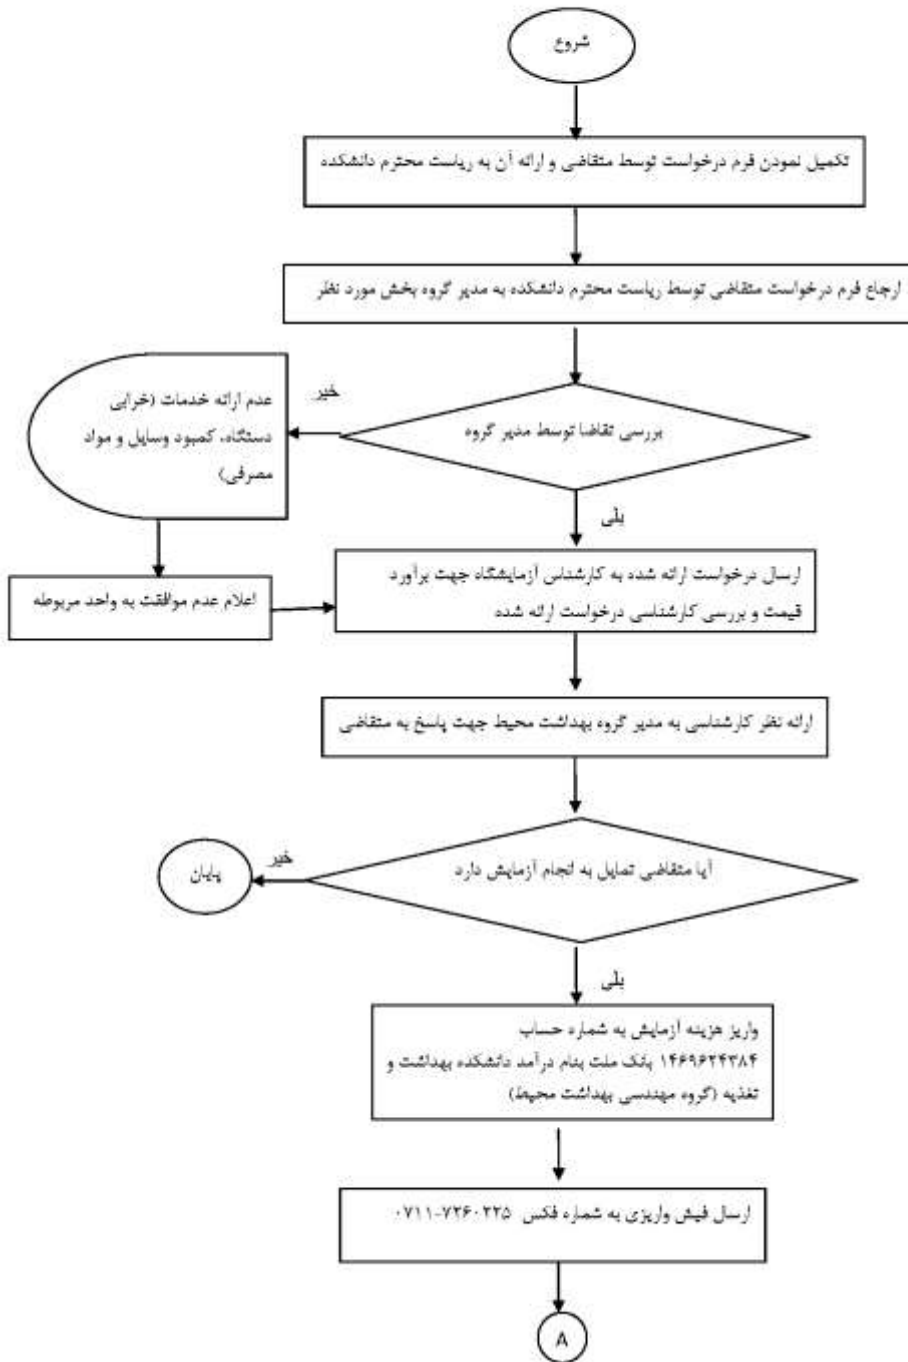 شروع
تکمیل نمودن فرم درخواست توسط متقاضی و ارائه آن به ریاست محترم دانشکده
ارجاع فرم درخواست متقاضی توسط ریاست محترم دانشکده به مدیر گروه بخش مورد نظر
بررسی تقاضا توسط مدیر گروه
خیر
عدم ارائه خدمات (خرابی
دستگاه، کمبود وسایل و مواد
مصرفی)
اعلام عدم موافقت به واحد مربوطه
بلی
ارسال درخواست ارائه شده به کارشناس آزمایشگاه جهت برآورد
قیمت و بررسی کارشناسی درخواست ارائه شده
ارائه نظر کارشناسی به مدیر گروه بهداشت محیط جهت پاسخ به متقاضی
آیا متقاضی تمایل به انجام آزمایش دارد
خیر
پایان
بلی
واریز هزینه آزمایش به شماره حساب
۱۴۶۹۶۲۴۳۸۴ بانک ملت بنام درآمد دانشکده بهداشت و
تغذیه (گروه مهندسی بهداشت محیط)
ارسال فیش واریزی به شماره فکس ۰۷۱۱-۷۲۶۰۲۲۵
A